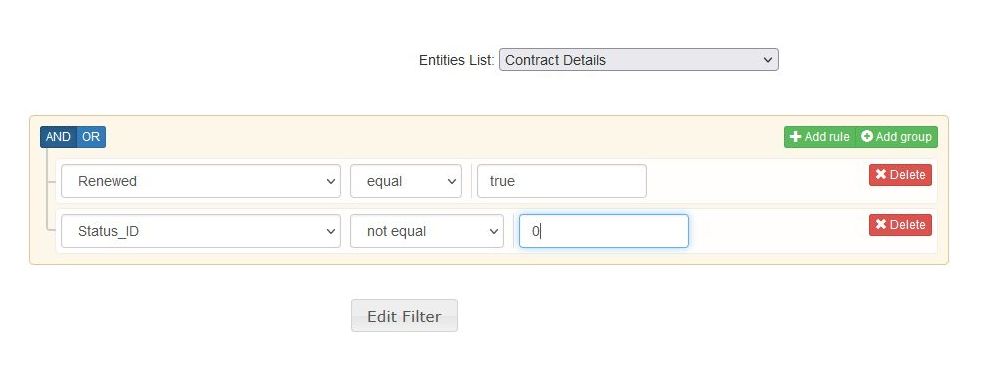 Entities List: Contract Details
AND OR Add rule Add group
Renewed equal true Delete
Status_ID not equal 0 Delete
Edit Filter